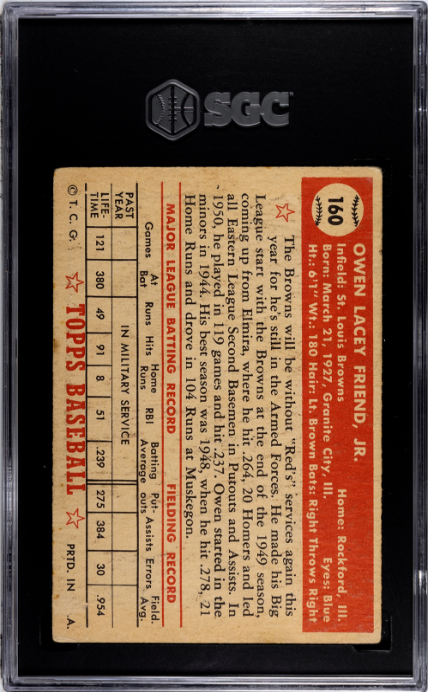 SGC
160
OWEN LACEY FRIEND, JR.
Infield: St. Louis Browns Home: Rockford, Ill.
Born: March 21, 1927, Granite City, Ill. Eyes: Blue
Ht.: 6'1" Wt.: 180 Hair: Lt. Brown Bats: Right Throws Right
The Browns will be without "Red's" services again this
year for he's still in the Armed Forces. He made his Big
League start with the Browns at the end of the 1949 season,
coming up from Elmira, where he hit .264, 20 Homers and led
all Eastern League Second Basemen in Putouts and Assists. In
1950, he played in 119 games and hit .237. Owen started in the
minors in 1944. His best season was 1948, when he hit .278, 21
Home Runs and drove in 104 Runs at Muskegon.
MAJOR LEAGUE BATTING RECORD FIELDING RECORD
Games At Bat Runs Hits Home Runs RBI Batting Average Put-outs Assists Errors Field. Avg.
PAST YEAR IN MILITARY SERVICE
LIFE-TIME 121 380 49 91 8 51 .239 275 384 30 .954
© T. C. G. TOPPS BASEBALL PRTD. IN .A.